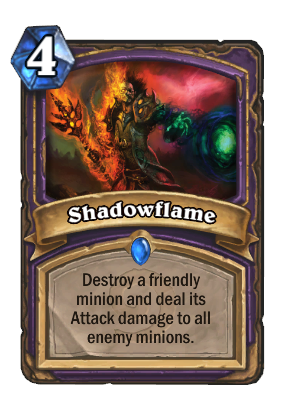 4
Shadowflame
Destroy a friendly
minion and deal its
Attack damage to all
enemy minions.